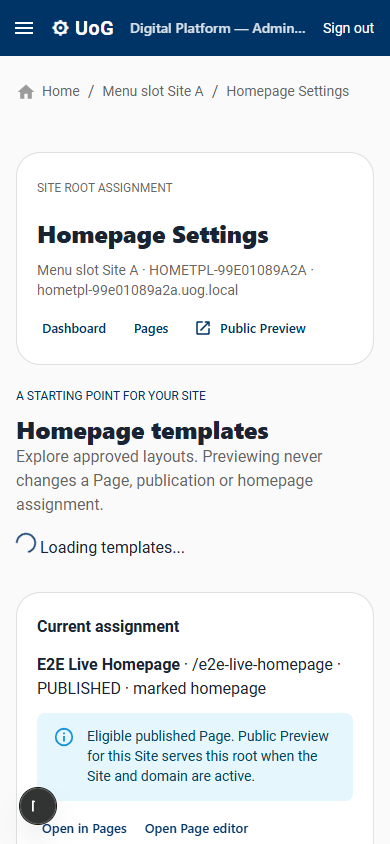 UoG Digital Platform — Admin... Sign out
Home / Menu slot Site A / Homepage Settings
SITE ROOT ASSIGNMENT
Homepage Settings
Menu slot Site A · HOMETPL-99E01089A2A ·
hometpl-99e01089a2a.uog.local
Dashboard Pages Public Preview
A STARTING POINT FOR YOUR SITE
Homepage templates
Explore approved layouts. Previewing never
changes a Page, publication or homepage
assignment.
Loading templates...
Current assignment
E2E Live Homepage · /e2e-live-homepage ·
PUBLISHED · marked homepage
Eligible published Page. Public Preview
for this Site serves this root when the
Site and domain are active.
Open in Pages Open Page editor